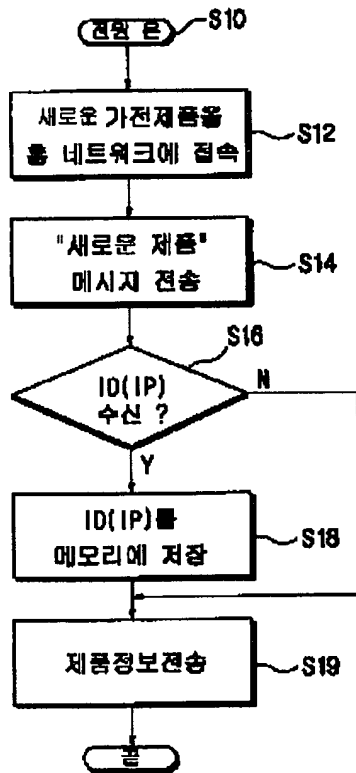 전원 온
S10
새로운 가전제품을
홈 네트워크에 접속
S12
"새로운 제품"
메시지 전송
S14
S16
ID(IP)
수신 ?
N
Y
ID(IP)를
메모리에 저장
S18
제품정보전송
S19
끝